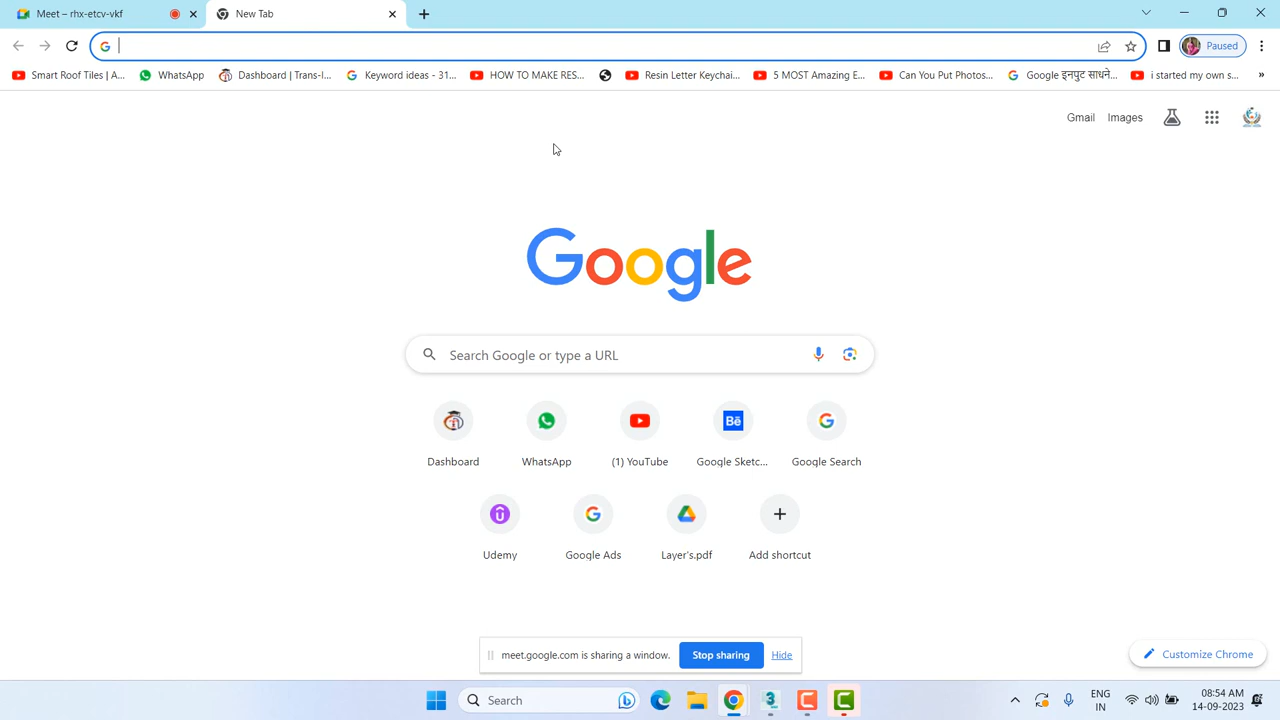 Meet – rhx-etcv-vkf
New Tab
Paused
Smart Roof Tiles | A...
WhatsApp
Dashboard | Trans-I...
Keyword ideas - 31...
HOW TO MAKE RES...
Resin Letter Keychai...
5 MOST Amazing E...
Can You Put Photos...
Google इनपुट साधने...
i started my own s...
Gmail
Images
Google
Search Google or type a URL
Dashboard
WhatsApp
(1) YouTube
Google Sketc...
Google Search
Udemy
Google Ads
Layer's.pdf
Add shortcut
meet.google.com is sharing a window.
Stop sharing
Hide
Customize Chrome
Search
ENG
IN
08:54 AM
14-09-2023